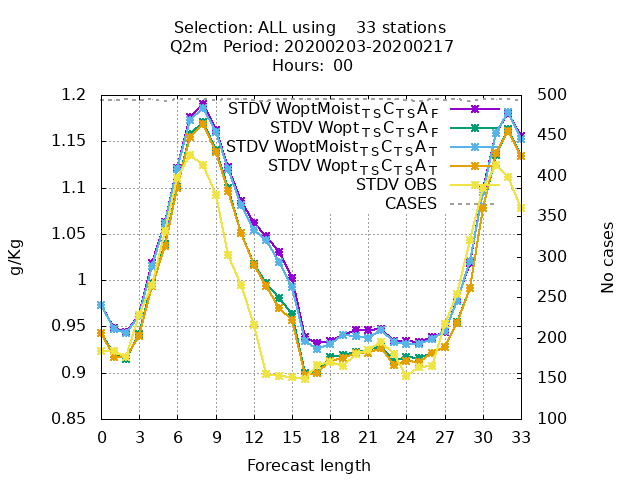 Selection: ALL using    33 stations
Q2m   Period: 20200203-20200217
Hours:  00
1.2
1.15
1.1
1.05
1
0.95
0.9
0.85
g/Kg
STDV WoptMoist_TS C_TS A_F
STDV Wopt_TS C_TS A_F
STDV WoptMoist_TS C_TS A_T
STDV Wopt_TS C_TS A_T
STDV OBS
CASES
500
450
400
350
300
250
200
150
100
No cases
0 3 6 9 12 15 18 21 24 27 30 33
Forecast length